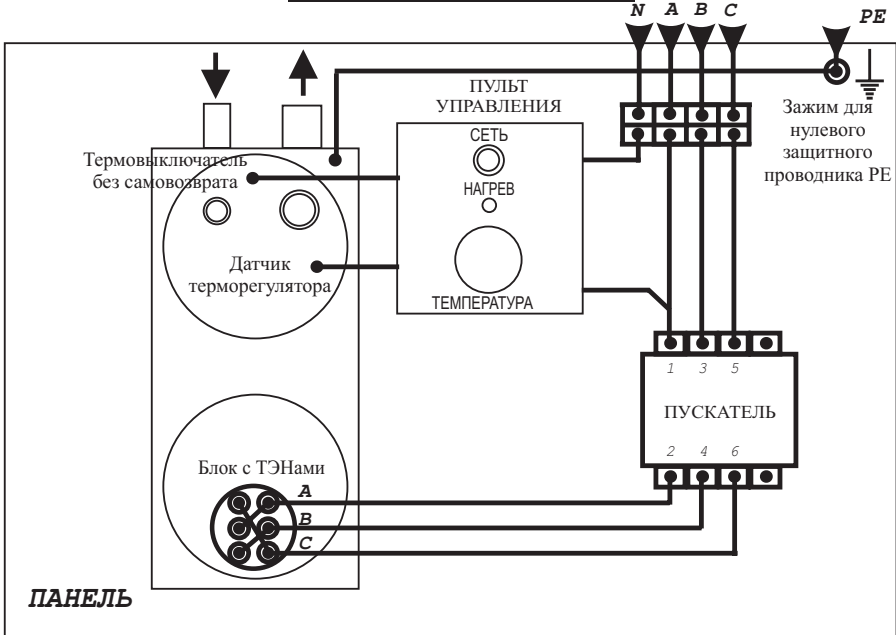 N A B C PE
ПУЛЬТ
УПРАВЛЕНИЯ
СЕТЬ
НАГРЕВ
ТЕМПЕРАТУРА
Зажим для
нулевого
защитного
проводника PE
Термовыключатель
без самовозврата
Датчик
терморегулятора
1 3 5
ПУСКАТЕЛЬ
2 4 6
Блок с ТЭНами
A
B
C
ПАНЕЛЬ